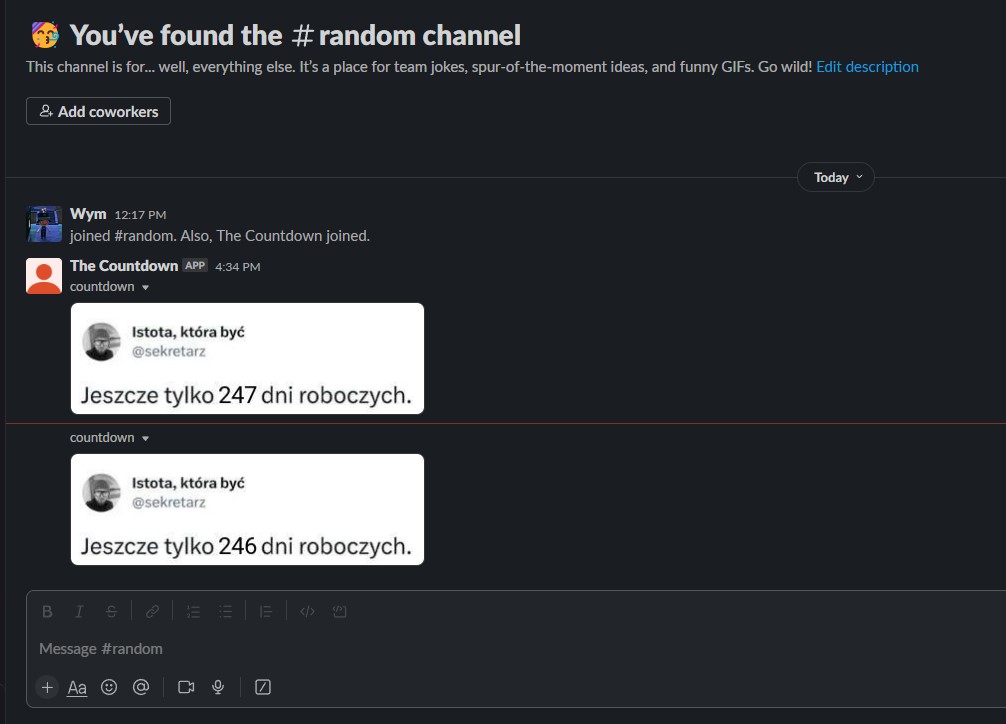 You’ve found the # random channel
This channel is for... well, everything else. It’s a place for team jokes, spur-of-the-moment ideas, and funny GIFs. Go wild! Edit description
Add coworkers
Today
Wym 12:17 PM
joined #random. Also, The Countdown joined.
The Countdown APP 4:34 PM
countdown
Istota, która być
@sekretarz
Jeszcze tylko 247 dni roboczych.
countdown
Istota, która być
@sekretarz
Jeszcze tylko 246 dni roboczych.
B I S
Message #random
Aa